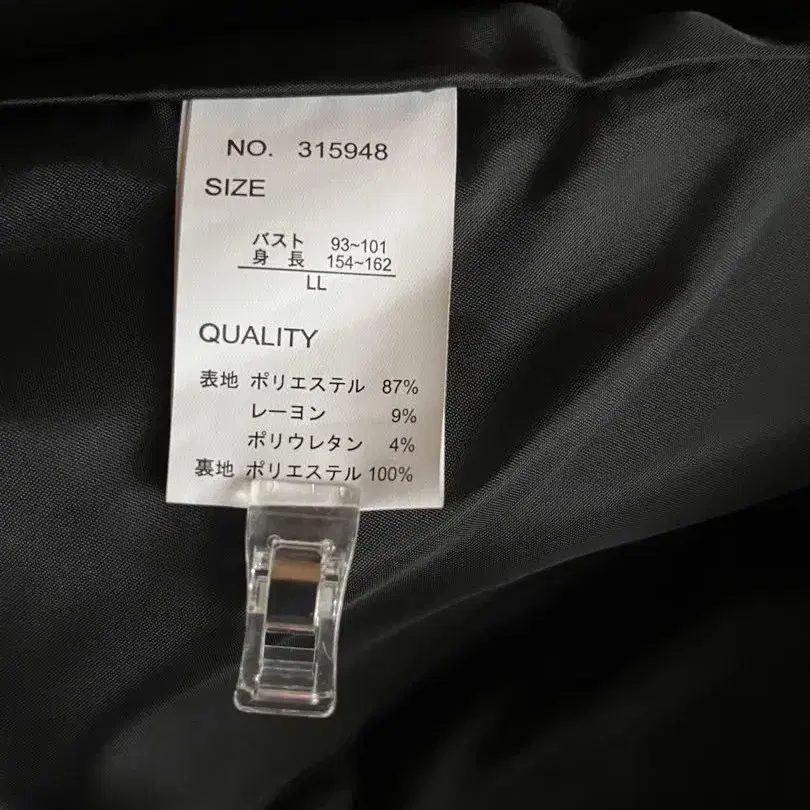 NO. 315948
SIZE
バスト 93~101
身 長 154~162
LL
QUALITY
表地 ポリエステル 87%
レーヨン 9%
ポリウレタン 4%
裏地 ポリエステル 100%